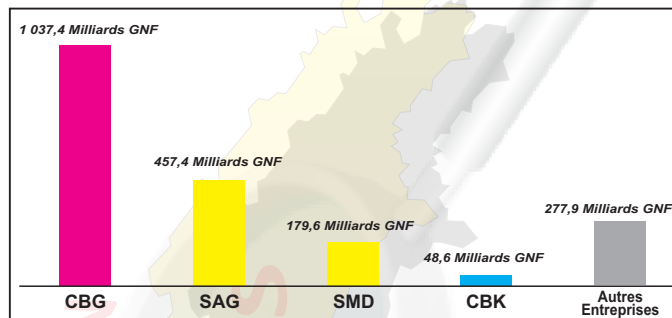 1 037,4 Milliards GNF
457,4 Milliards GNF
179,6 Milliards GNF
48,6 Milliards GNF
277,9 Milliards GNF
CBG
SAG
SMD
CBK
Autres
Entreprises